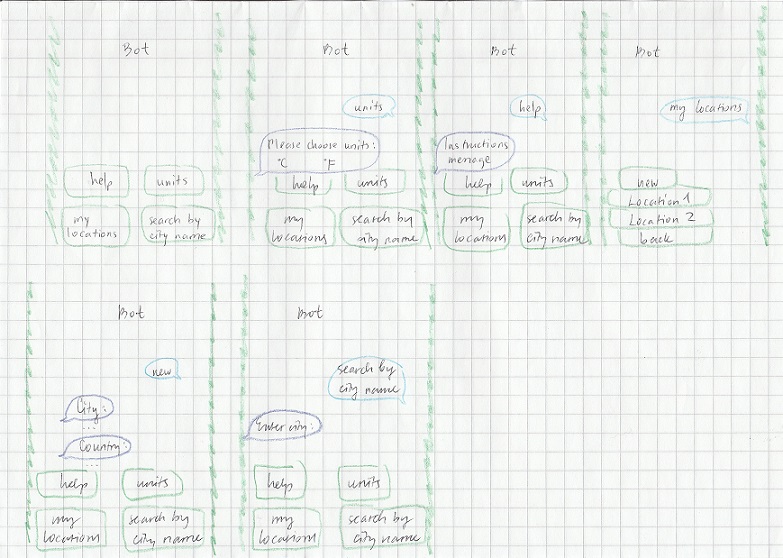 Bot
help
units
my
locations
search by
city name
Bot
units
Please choose units:
°C °F
help
units
my
locations
search by
city name
Bot
help
Instructions
message
help
units
my
locations
search by
city name
Bot
my locations
new
Location 1
Location 2
back
Bot
new
City:
...
Country:
...
help
units
my
locations
search by
city name
Bot
search by
city name
Enter city:
help
units
my
locations
search by
city name